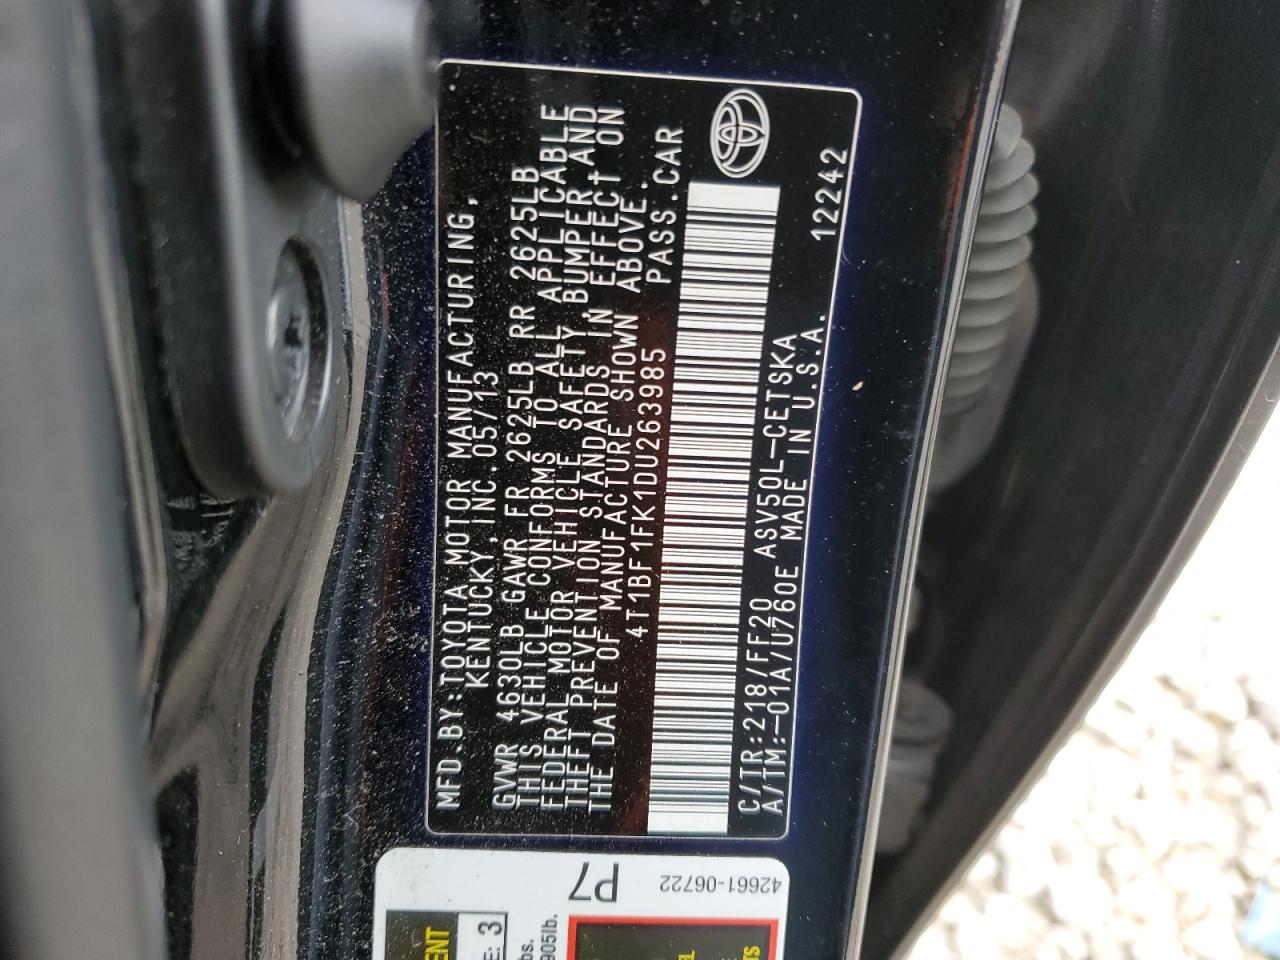 MFD.BY:TOYOTA MOTOR MANUFACTURING,
KENTUCKY,INC.05/13
GVWR 4630LB GAWR FR 2625LB RR 2625LB
THIS VEHICLE CONFORMS TO ALL APPLICABLE
FEDERAL MOTOR VEHICLE SAFETY,BUMPER,AND
THEFT PREVENTION STANDARDS IN EFFECT ON
THE DATE OF MANUFACTURE SHOWN ABOVE.
4T1BF1FK1DU263985 PASS.CAR
C/TR:218/FF20 ASV50L-CETSKA 12242
A/TM:-01A/U760E MADE IN U.S.A.
P7
42661-06722
E: 3
905lb.